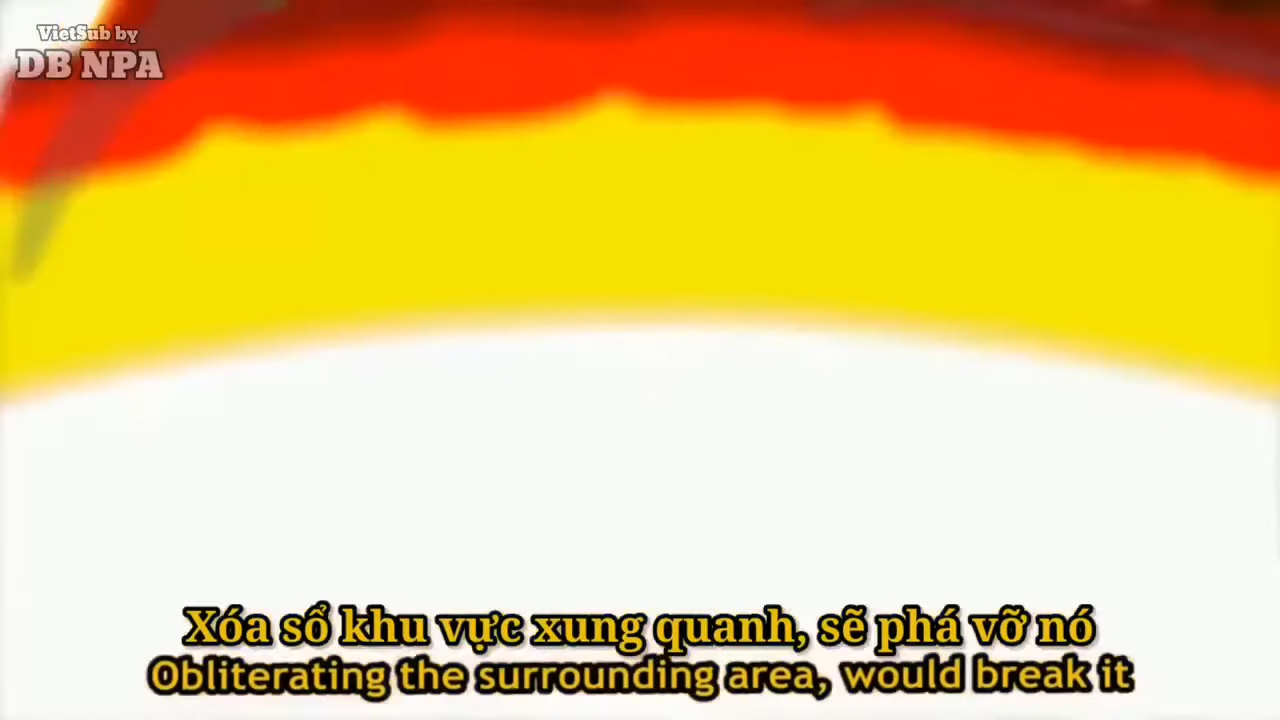 VietSub by
DB NPA
Xóa sổ khu vực xung quanh, sẽ phá vỡ nó
Obliterating the surrounding area, would break it